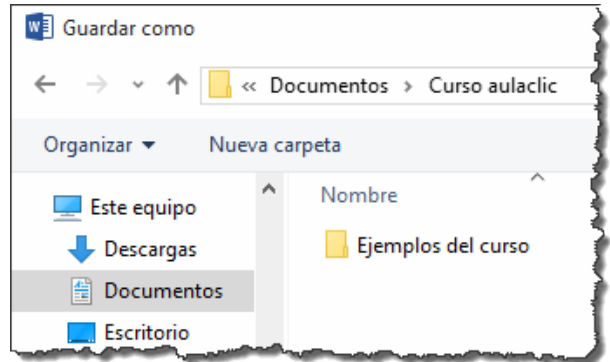 Guardar como
« Documentos > Curso aulaclic
Organizar Nueva carpeta
Este equipo
Descargas
Documentos
Escritorio
Nombre
Ejemplos del curso